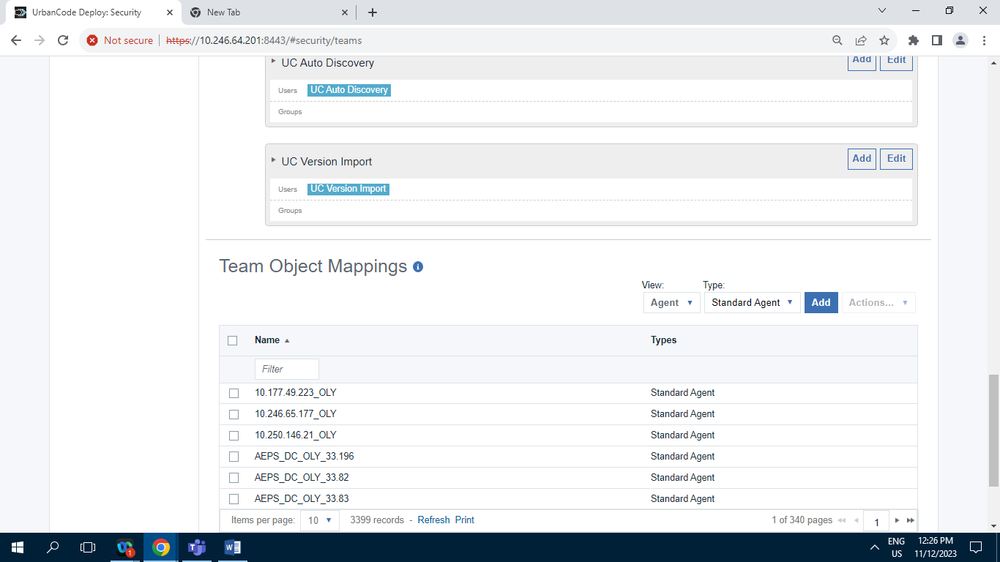 UrbanCode Deploy: Security
New Tab
Not secure https://10.246.64.201:8443/#security/teams
UC Auto Discovery Add Edit
Users UC Auto Discovery
Groups
UC Version Import Add Edit
Users UC Version Import
Groups
Team Object Mappings
View: Type:
Agent Standard Agent Add Actions...
Name Types
Filter
10.177.49.223_OLY Standard Agent
10.246.65.177_OLY Standard Agent
10.250.146.21_OLY Standard Agent
AEPS_DC_OLY_33.196 Standard Agent
AEPS_DC_OLY_33.82 Standard Agent
AEPS_DC_OLY_33.83 Standard Agent
Items per page: 10 3399 records - Refresh Print 1 of 340 pages 1
1
ENG 12:26 PM
US 11/12/2023